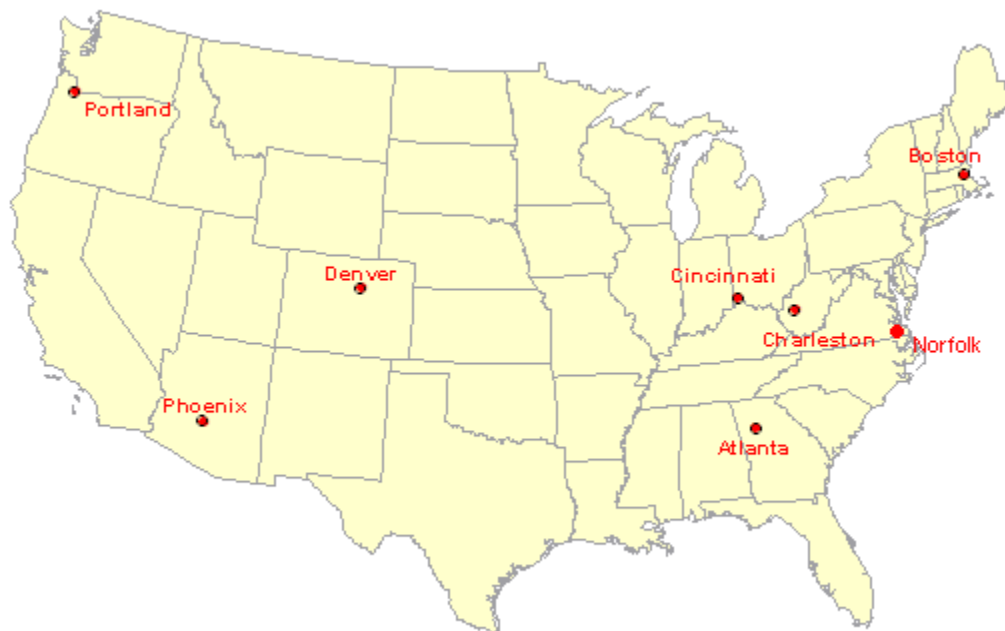 Portland
Boston
Denver
Cincinnati
Charleston
Norfolk
Phoenix
Atlanta